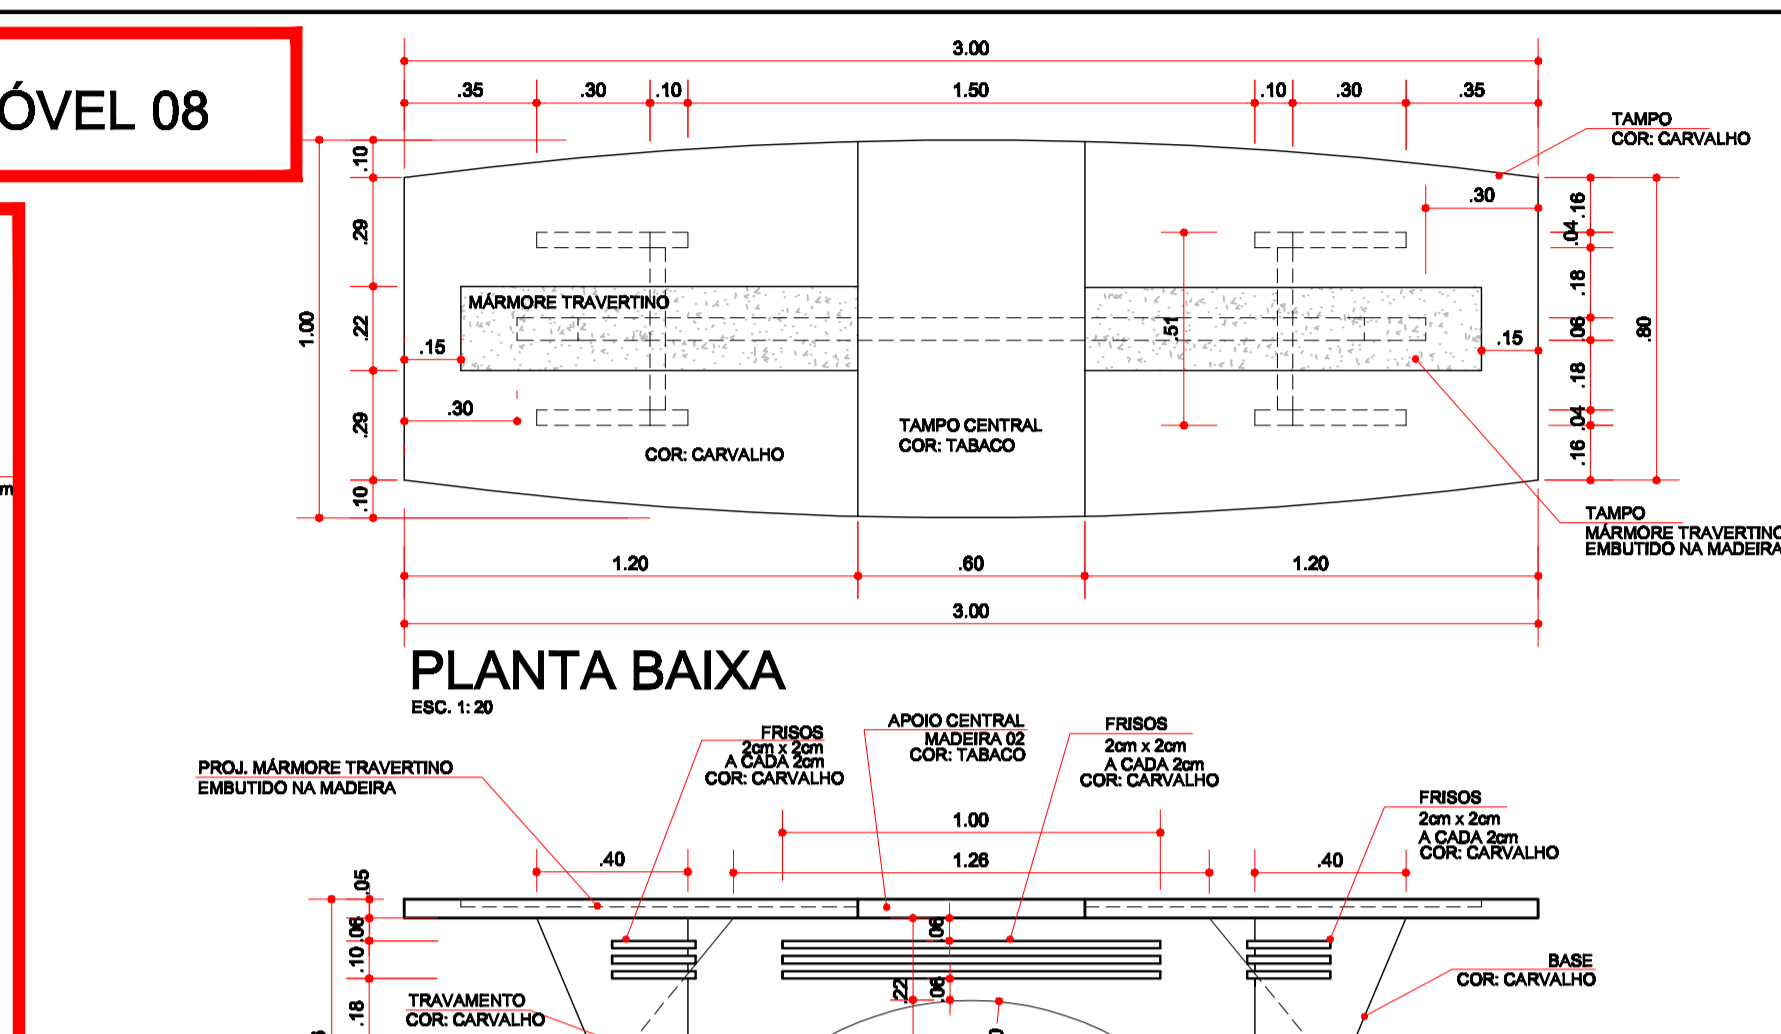 ÓVEL 08
3.00
.35 .30 .10 1.50 .10 .30 .35
TAMPO
COR: CARVALHO
.10
.29
.22
.29
.10
1.00
.30
.16
.04
.18
.06
.18
.04
.16
.80
.51
MÁRMORE TRAVERTINO
.15
.15
.30
TAMPO CENTRAL
COR: TABACO
COR: CARVALHO
TAMPO
MÁRMORE TRAVERTINO
EMBUTIDO NA MADEIRA
m
1.20 .60 1.20
3.00
PLANTA BAIXA
ESC. 1: 20
PROJ. MÁRMORE TRAVERTINO
EMBUTIDO NA MADEIRA
FRISOS
2cm x 2cm
A CADA 2cm
COR: CARVALHO
APOIO CENTRAL
MADEIRA 02
COR: TABACO
FRISOS
2cm x 2cm
A CADA 2cm
COR: CARVALHO
FRISOS
2cm x 2cm
A CADA 2cm
COR: CARVALHO
1.00
.40 1.26 .40
.05
.06
.10
.18
.06
.22
.06
TRAVAMENTO
COR: CARVALHO
BASE
COR: CARVALHO